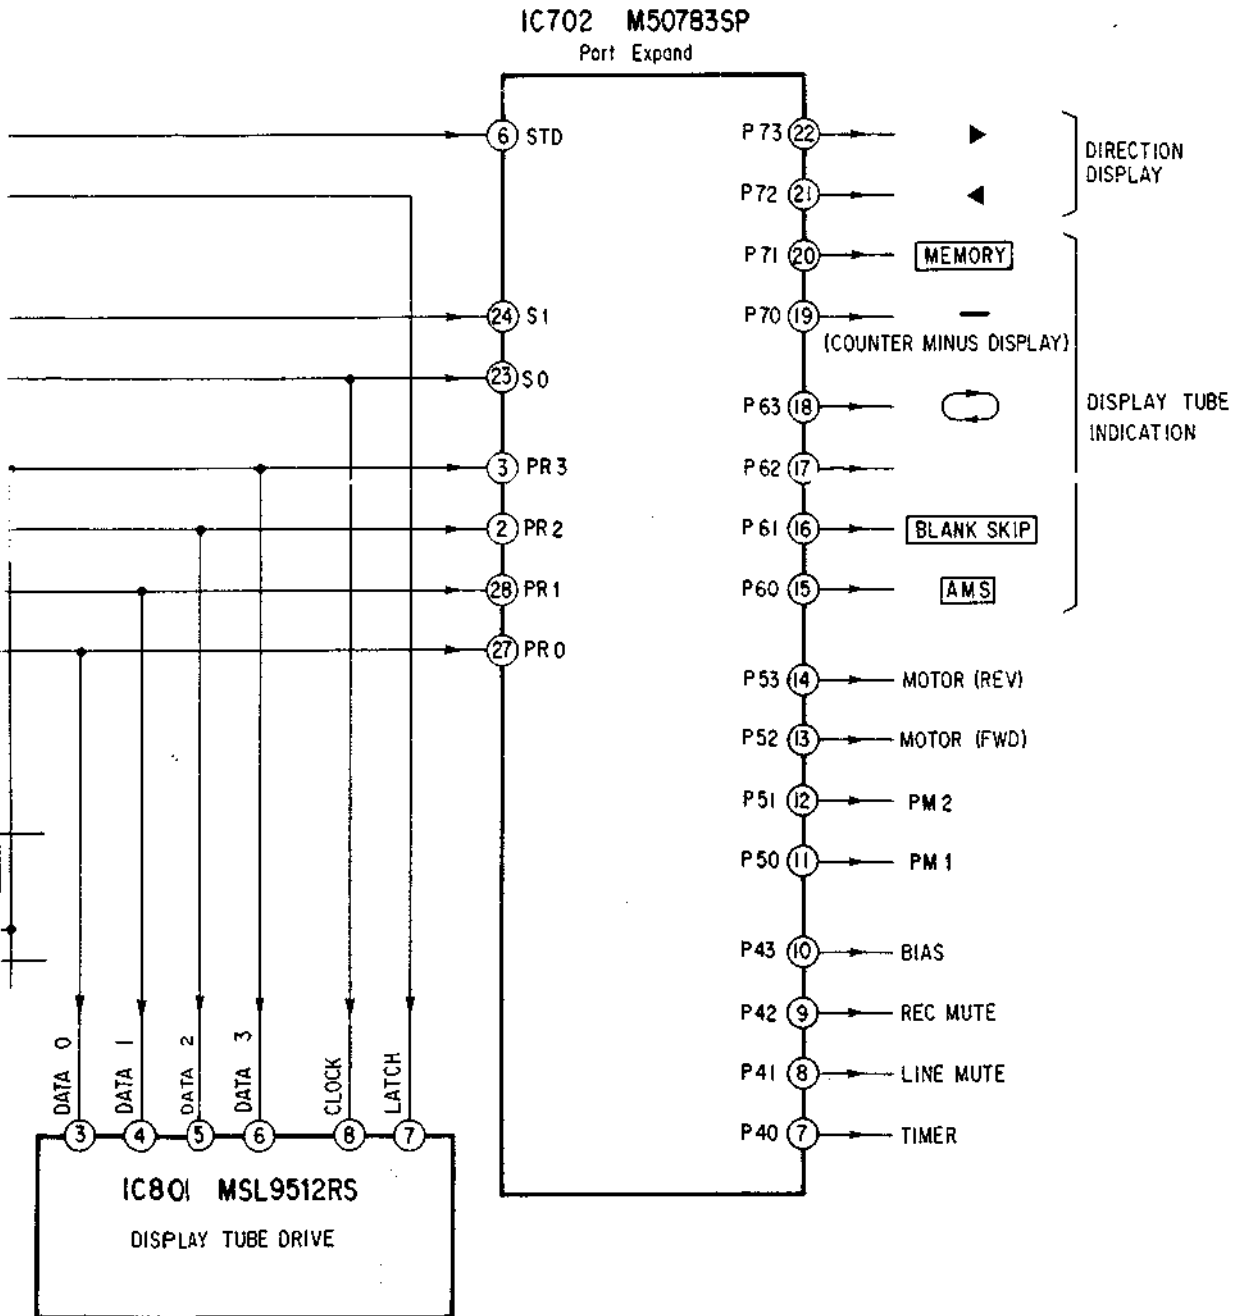 IC702 M50783SP
Port Expand
6 STD
24 S1
23 S0
3 PR3
2 PR2
28 PR1
27 PR0
P73 22
P72 21
P71 20 MEMORY
P70 19
(COUNTER MINUS DISPLAY)
P63 18
P62 17
P61 16 BLANK SKIP
P60 15 AMS
P53 14 MOTOR (REV)
P52 13 MOTOR (FWD)
P51 12 PM2
P50 11 PM1
P43 10 BIAS
P42 9 REC MUTE
P41 8 LINE MUTE
P40 7 TIMER
DIRECTION
DISPLAY
DISPLAY TUBE
INDICATION
DATA 0
DATA 1
DATA 2
DATA 3
CLOCK
LATCH
3 4 5 6 8 7
IC801 MSL9512RS
DISPLAY TUBE DRIVE